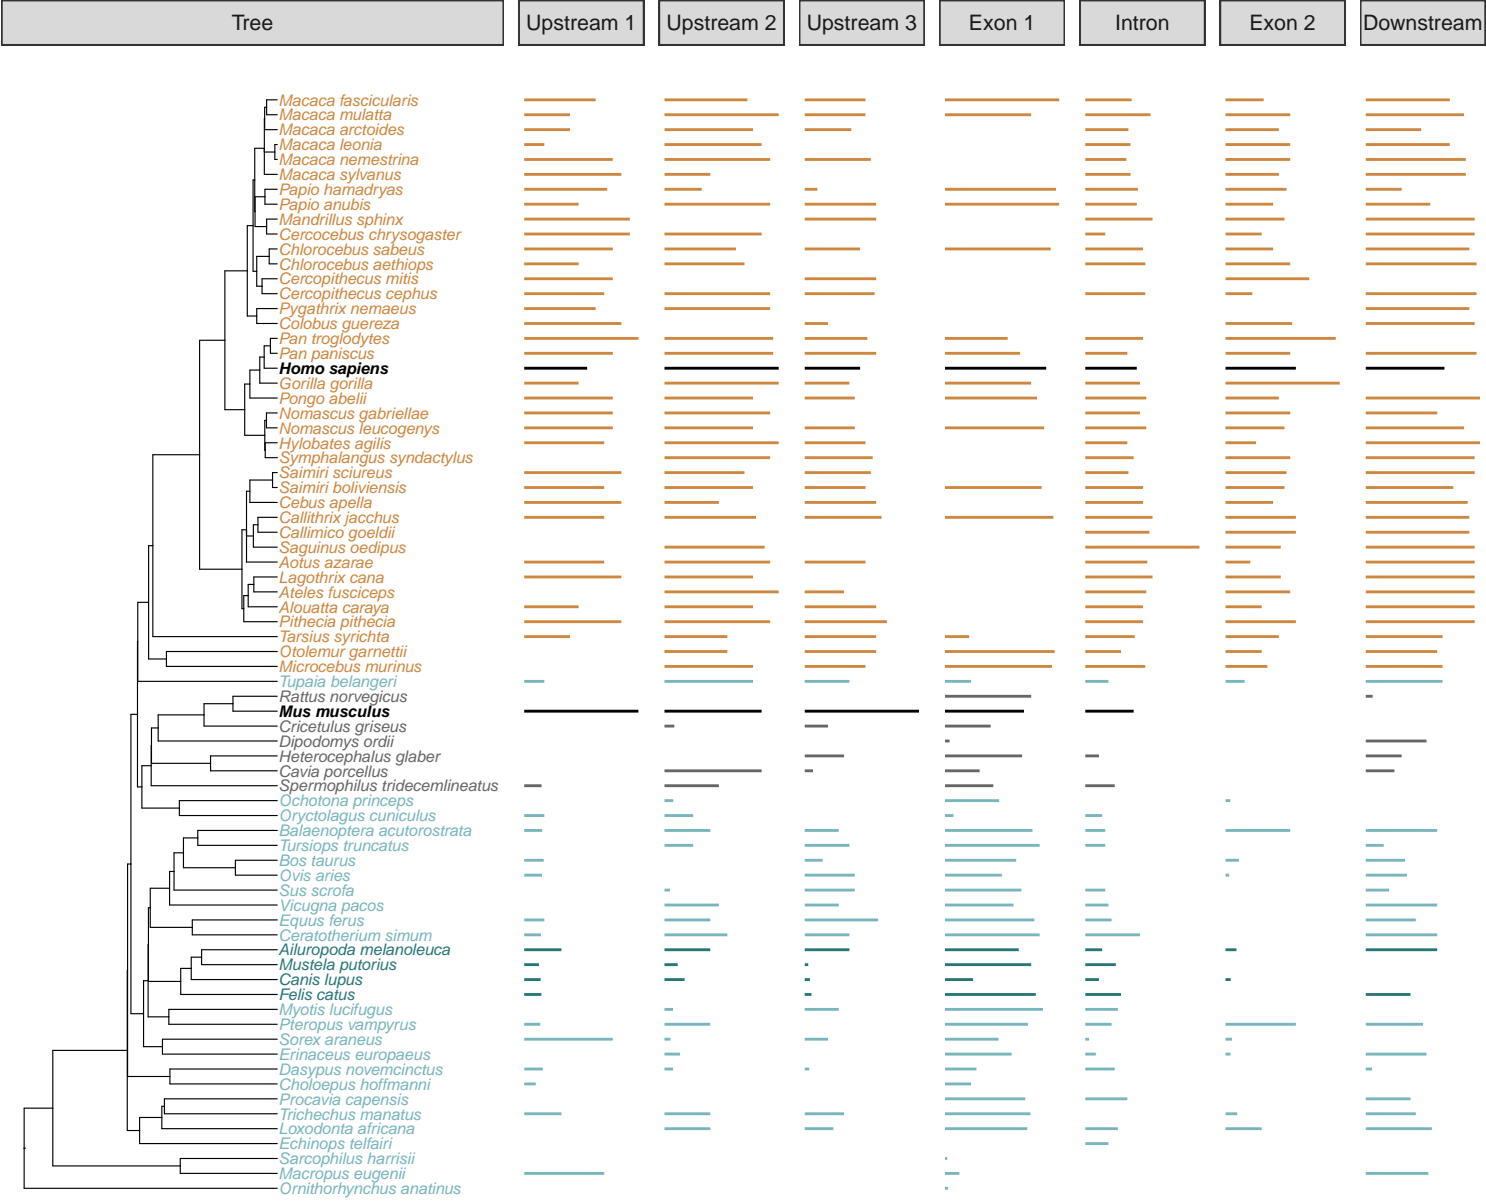 Tree Upstream 1 Upstream 2 Upstream 3 Exon 1 Intron Exon 2 Downstream
Macaca fascicularis
Macaca mulatta
Macaca arctoides
Macaca leonia
Macaca nemestrina
Macaca sylvanus
Papio hamadryas
Papio anubis
Mandrillus sphinx
Cercocebus chrysogaster
Chlorocebus sabeus
Chlorocebus aethiops
Cercopithecus mitis
Cercopithecus cephus
Pygathrix nemaeus
Colobus guereza
Pan troglodytes
Pan paniscus
Homo sapiens
Gorilla gorilla
Pongo abelii
Nomascus gabriellae
Nomascus leucogenys
Hylobates agilis
Symphalangus syndactylus
Saimiri sciureus
Saimiri boliviensis
Cebus apella
Callithrix jacchus
Callimico goeldii
Saguinus oedipus
Aotus azarae
Lagothrix cana
Ateles fusciceps
Alouatta caraya
Pithecia pithecia
Tarsius syrichta
Otolemur garnettii
Microcebus murinus
Tupaia belangeri
Rattus norvegicus
Mus musculus
Cricetulus griseus
Dipodomys ordii
Heterocephalus glaber
Cavia porcellus
Spermophilus tridecemlineatus
Ochotona princeps
Oryctolagus cuniculus
Balaenoptera acutorostrata
Tursiops truncatus
Bos taurus
Ovis aries
Sus scrofa
Vicugna pacos
Equus ferus
Ceratotherium simum
Ailuropoda melanoleuca
Mustela putorius
Canis lupus
Felis catus
Myotis lucifugus
Pteropus vampyrus
Sorex araneus
Erinaceus europaeus
Dasypus novemcinctus
Choloepus hoffmanni
Procavia capensis
Trichechus manatus
Loxodonta africana
Echinops telfairi
Sarcophilus harrisii
Macropus eugenii
Ornithorhynchus anatinus